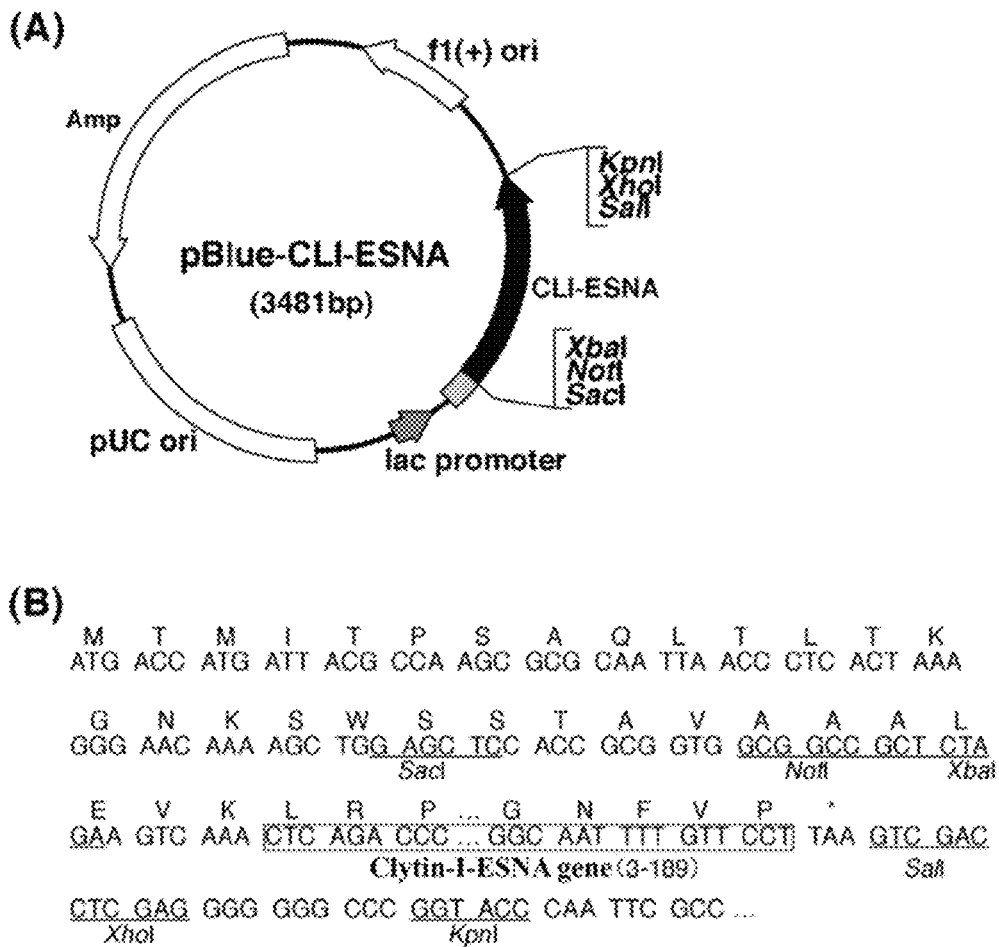 (A)
f1(+) ori
Amp
KpnI
XhoI
SalI
pBlue-CLI-ESNA
(3481bp)
CLI-ESNA
XbaI
NotI
SacI
pUC ori
lac promoter
(B)
M T M I T P S A Q L T L T K
ATG ACC ATG ATT ACG CCA AGC GCG CAA TTA ACC CTC ACT AAA
G N K S W S S T A V A A A L
GGG AAC AAA AGC TGG AGC TCC ACC GCG GTG GCG GCC GCT CTA
SacI NotI XbaI
E V K L R P ... G N F V P *
GAA GTC AAA CTC AGA CCC ... GGC AAT TTT GTT CCT TAA GTC GAC
Clytin-I-ESNA gene(3-189) SalI
CTC GAG GGG GGG CCC GGT ACC CAA TTC GCC ...
XhoI KpnI